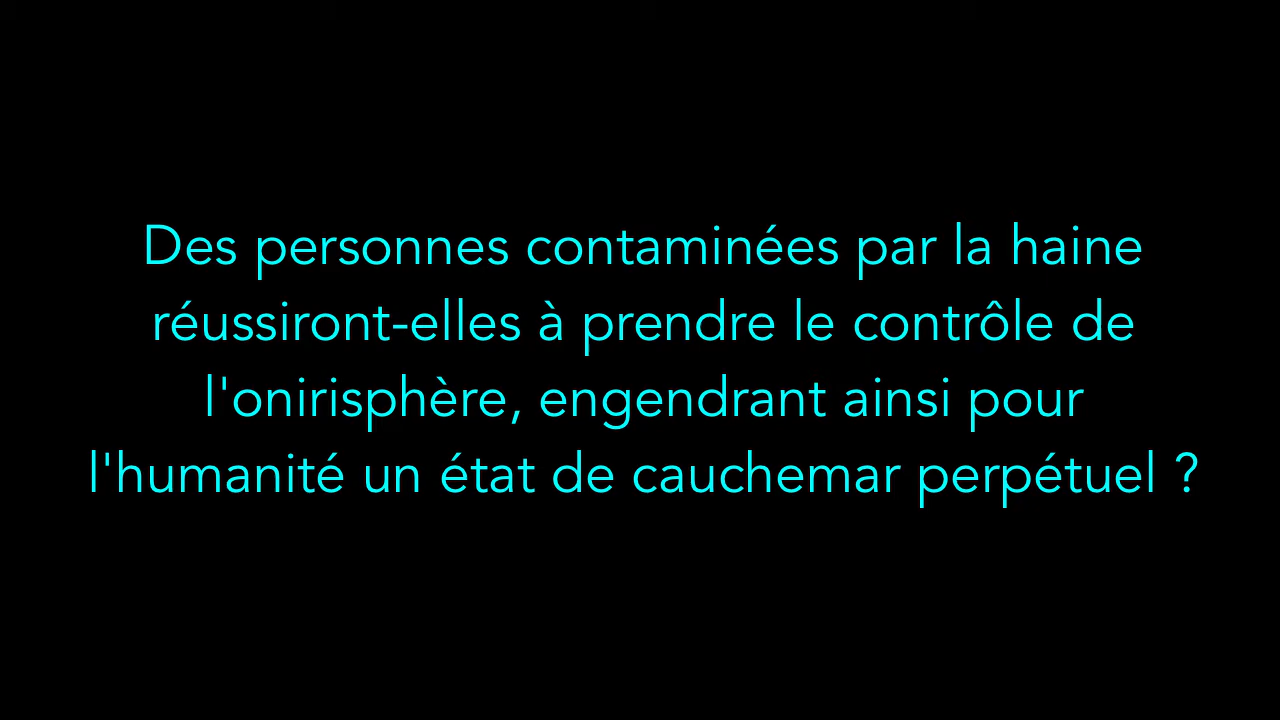 Des personnes contaminées par la haine
réussiront-elles à prendre le contrôle de
l'onirisphère, engendrant ainsi pour
l'humanité un état de cauchemar perpétuel ?